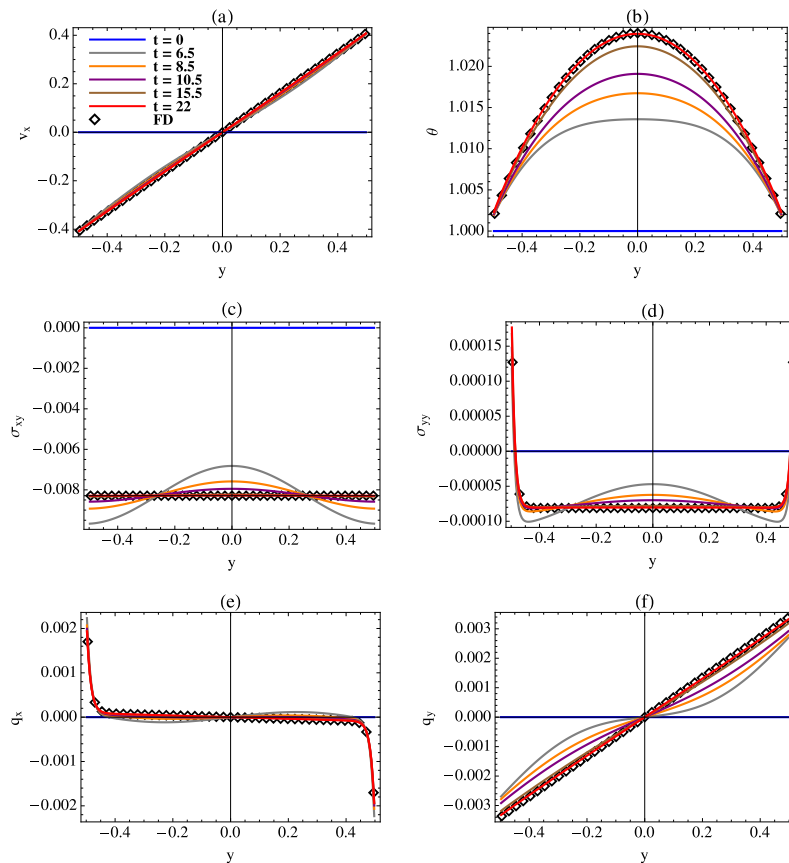 (a)
0.4
0.2
0.0
−0.2
−0.4
v_x
t = 0
t = 6.5
t = 8.5
t = 10.5
t = 15.5
t = 22
FD
−0.4 −0.2 0.0 0.2 0.4
y
(b)
1.020
1.015
1.010
1.005
1.000
θ
−0.4 −0.2 0.0 0.2 0.4
y
(c)
0.000
−0.002
−0.004
−0.006
−0.008
σ_xy
−0.4 −0.2 0.0 0.2 0.4
y
(d)
0.00015
0.00010
0.00005
0.00000
−0.00005
−0.00010
σ_yy
−0.4 −0.2 0.0 0.2 0.4
y
(e)
0.002
0.001
0.000
−0.001
−0.002
q_x
−0.4 −0.2 0.0 0.2 0.4
y
(f)
0.003
0.002
0.001
0.000
−0.001
−0.002
−0.003
q_y
−0.4 −0.2 0.0 0.2 0.4
y